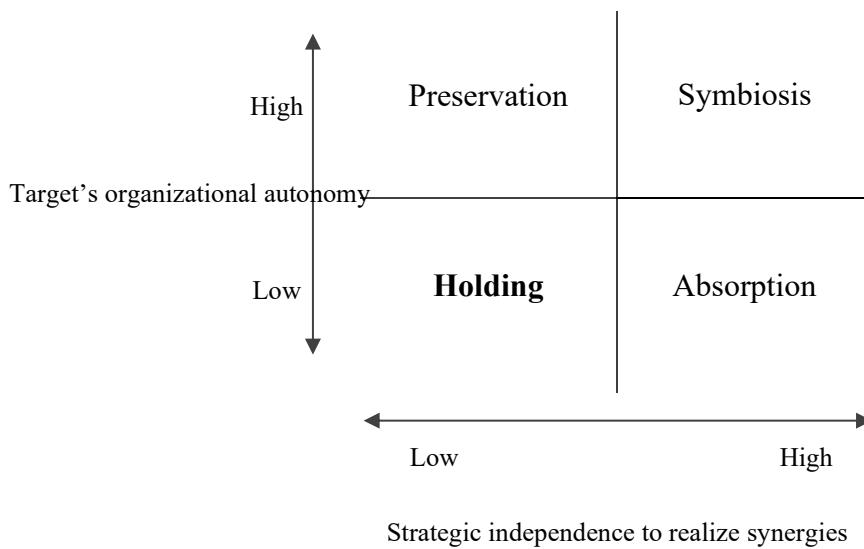 Preservation
Symbiosis
High
Target’s organizational autonomy
Low
Holding
Absorption
Low
High
Strategic independence to realize synergies